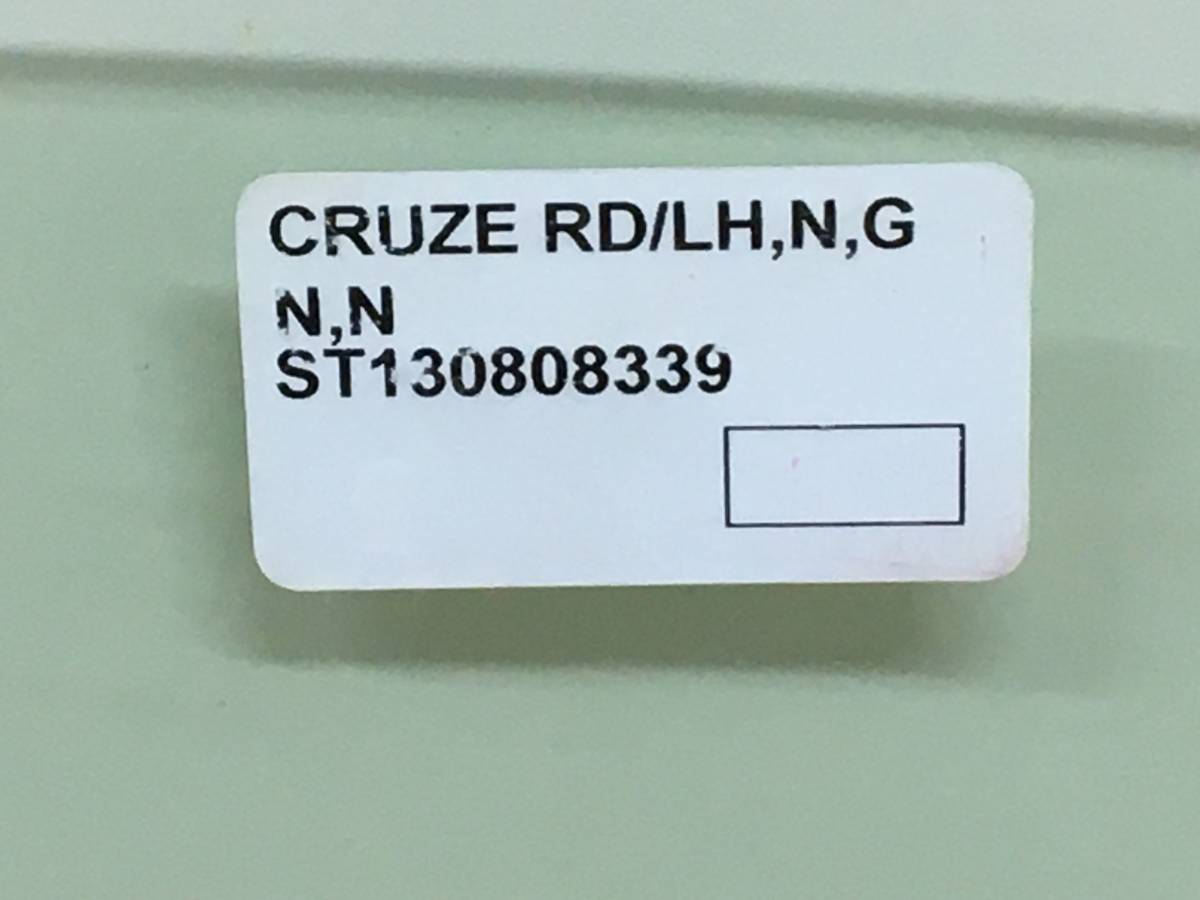 CRUZE RD/LH,N,G
N,N
ST130808339